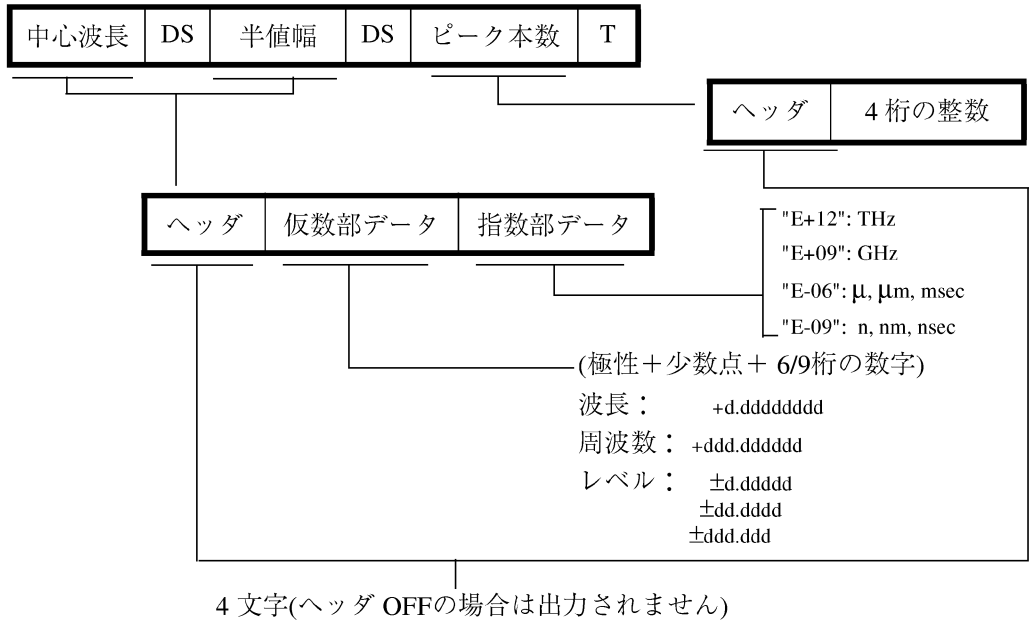 中心波長 DS 半値幅 DS ピーク本数 T
ヘッダ 4 桁の整数
ヘッダ 仮数部データ 指数部データ
"E+12": THz
"E+09": GHz
"E-06": μ, μm, msec
"E-09": n, nm, nsec
(極性＋少数点＋ 6/9桁の数字)
波長： +d.dddddddd
周波数： +ddd.dddddd
レベル： ±d.ddddd
±dd.dddd
±ddd.ddd
4 文字(ヘッダ OFFの場合は出力されません)